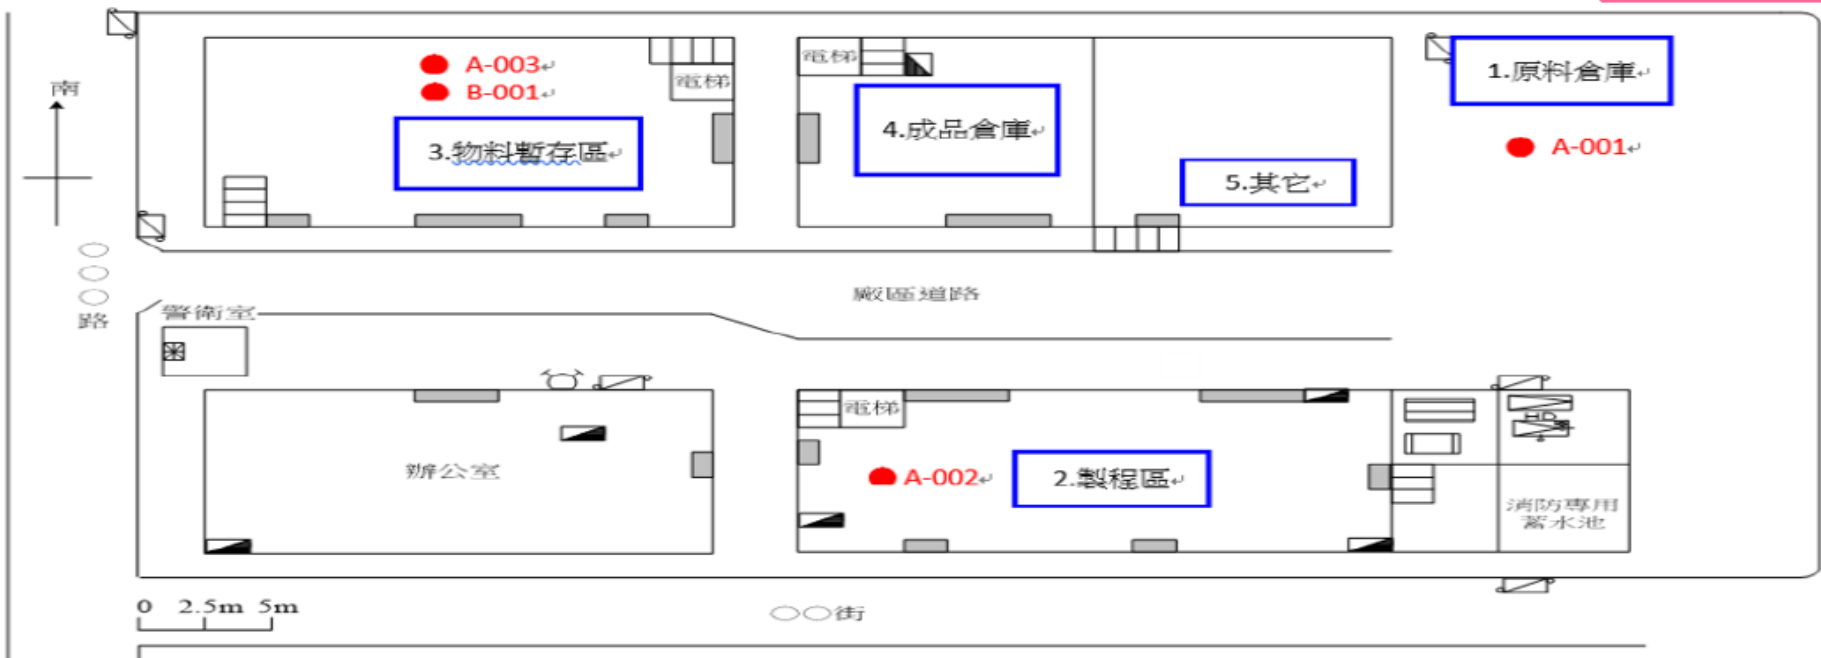 南
○○○路
A-003
B-001
電梯
3.物料暫存區
電梯
4.成品倉庫
5.其它
1.原料倉庫
A-001
廠區道路
警衛室
辦公室
電梯
A-002
2.製程區
HD
消防專用
蓄水池
0 2.5m 5m
○○街